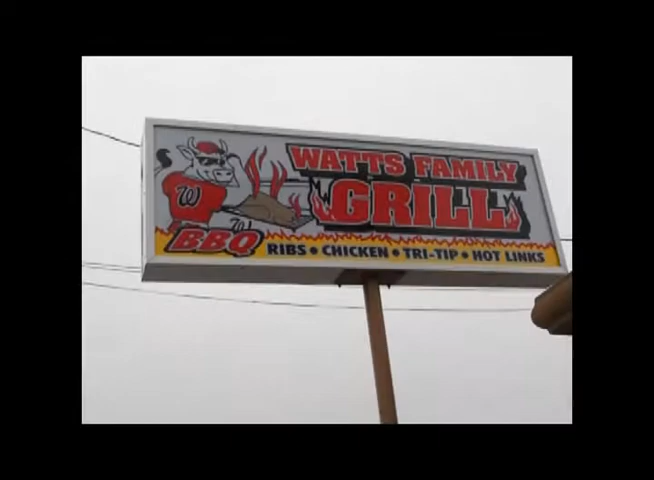 WATTS FAMILY
GRILL
W
W
BBQ
RIBS • CHICKEN • TRI-TIP • HOT LINKS